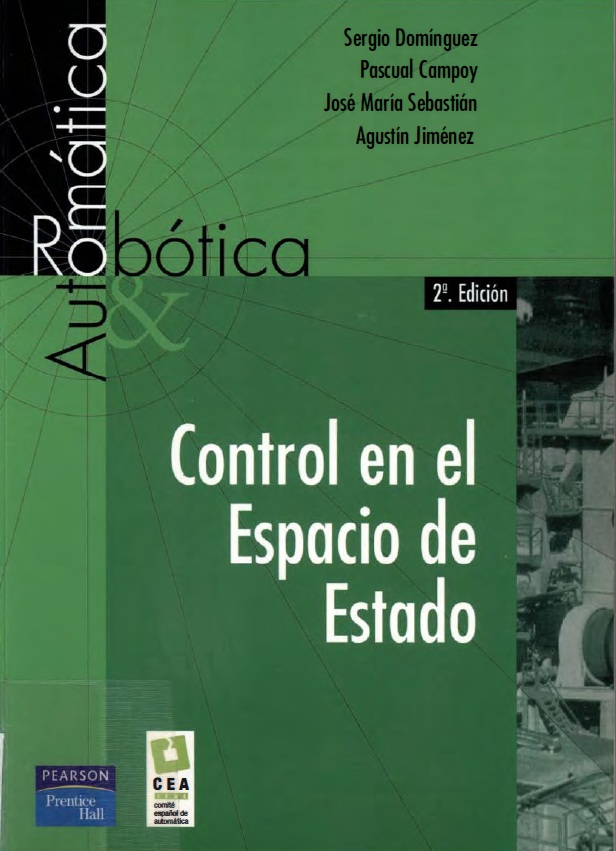 Sergio Domínguez
Pascual Campoy
José María Sebastián
Agustín Jiménez
Automática
&
Robótica
2ª. Edición
Control en el
Espacio de
Estado
PEARSON
Prentice
Hall
CEA
comité
español de
automática